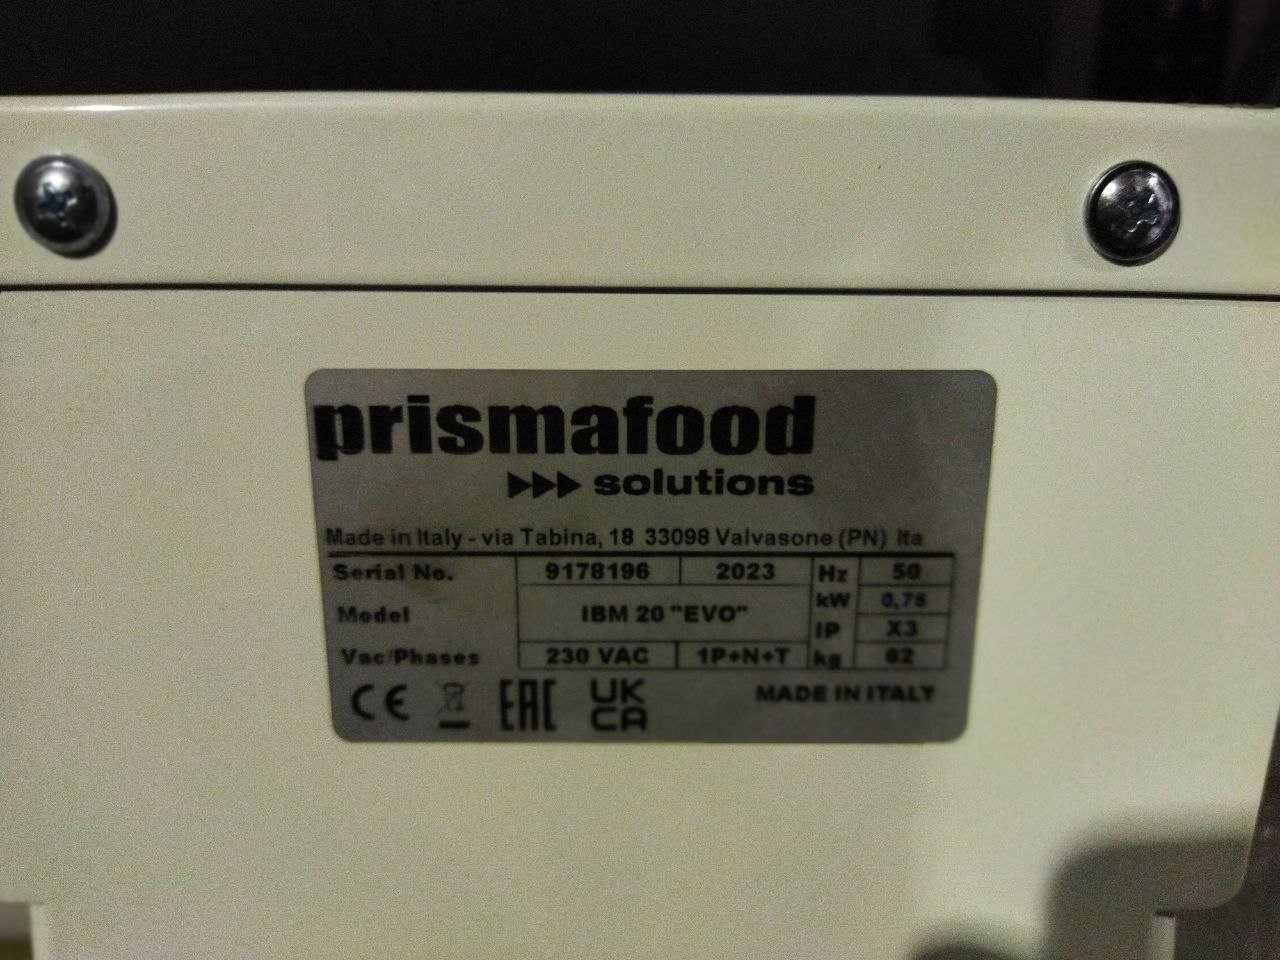 prismafood
solutions
Made in Italy - via Tabina, 18 33098 Valvasone (PN) Ita
Serial No. 9178196 2023 Hz 50
Model IBM 20 "EVO" kW 0,75
IP X3
Vac/Phases 230 VAC 1P+N+T kg 82
CE EAC UK CA MADE IN ITALY